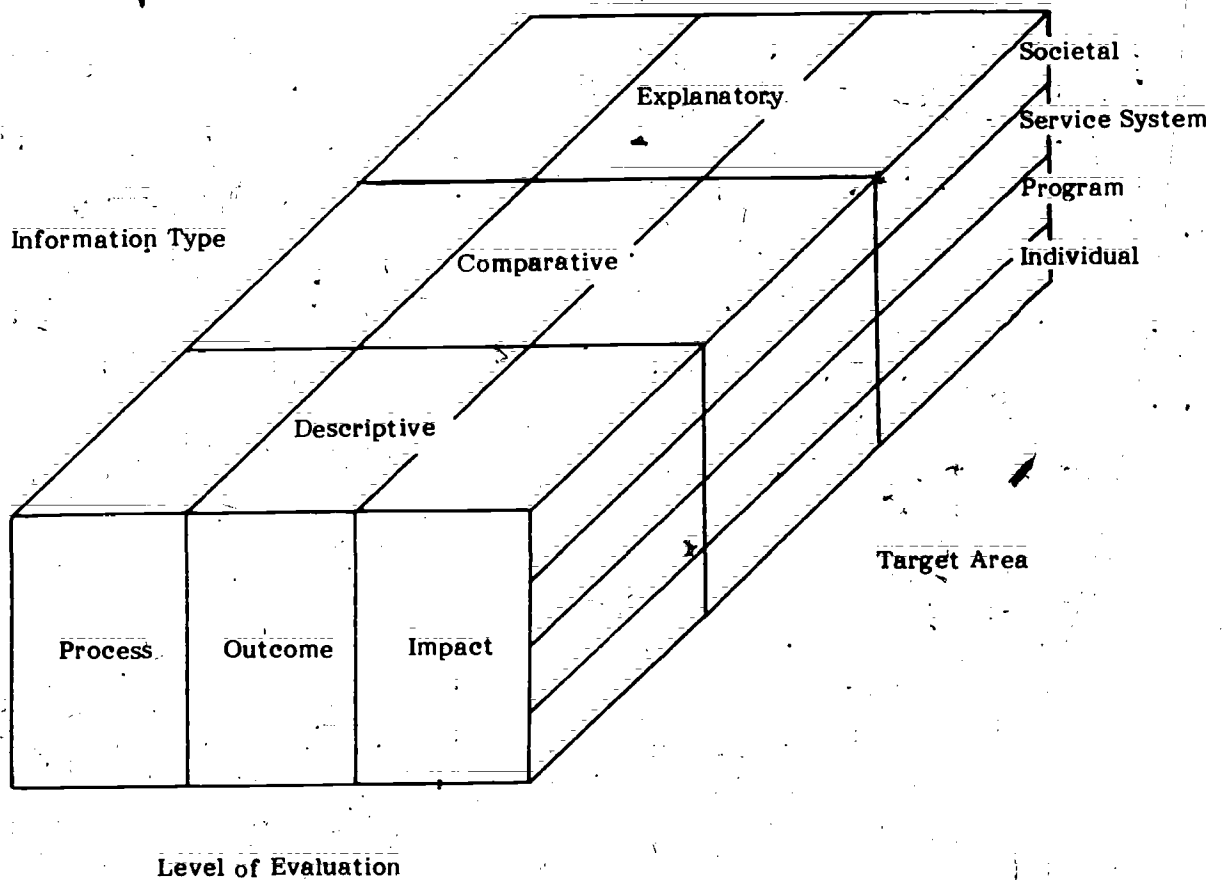 Societal
Explanatory
Service System
Program
Information Type
Individual
Comparative
Descriptive
Target Area
Process
Outcome
Impact
Level of Evaluation